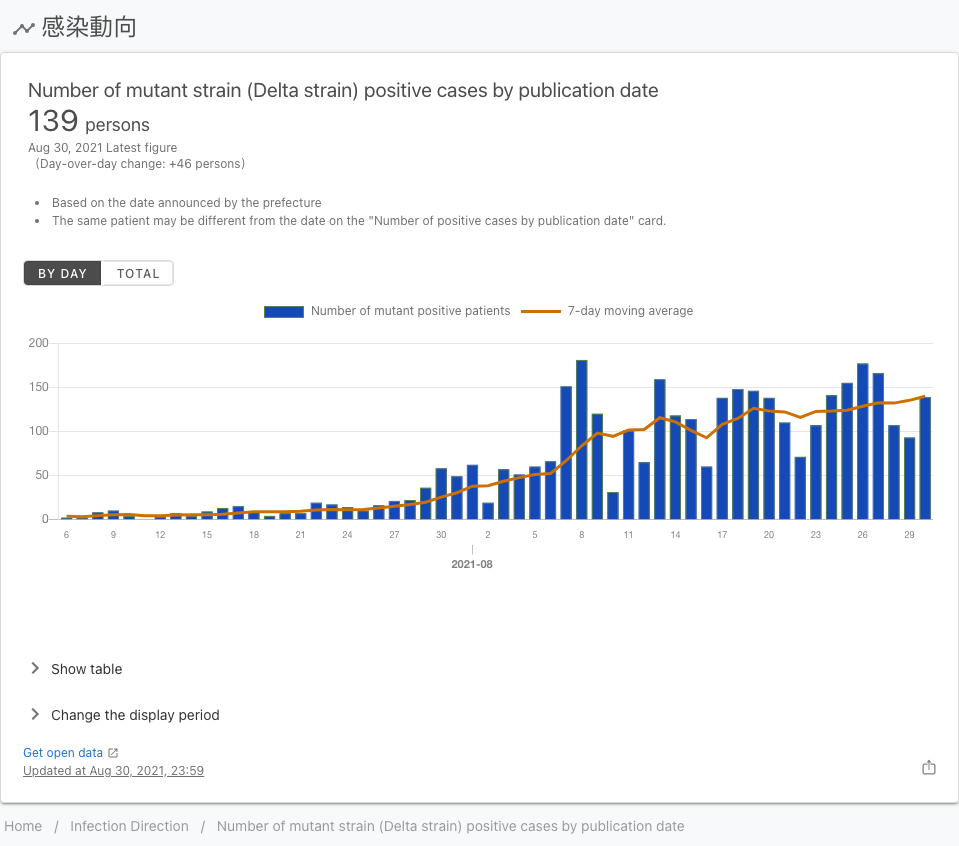 感染動向
Number of mutant strain (Delta strain) positive cases by publication date
139 persons
Aug 30, 2021 Latest figure
(Day-over-day change: +46 persons)
Based on the date announced by the prefecture
The same patient may be different from the date on the "Number of positive cases by publication date" card.
BY DAY TOTAL
Number of mutant positive patients 7-day moving average
200
150
100
50
0
6 9 12 15 18 21 24 27 30 2 5 8 11 14 17 20 23 26 29
2021-08
Show table
Change the display period
Get open data
Updated at Aug 30, 2021, 23:59
Home / Infection Direction / Number of mutant strain (Delta strain) positive cases by publication date